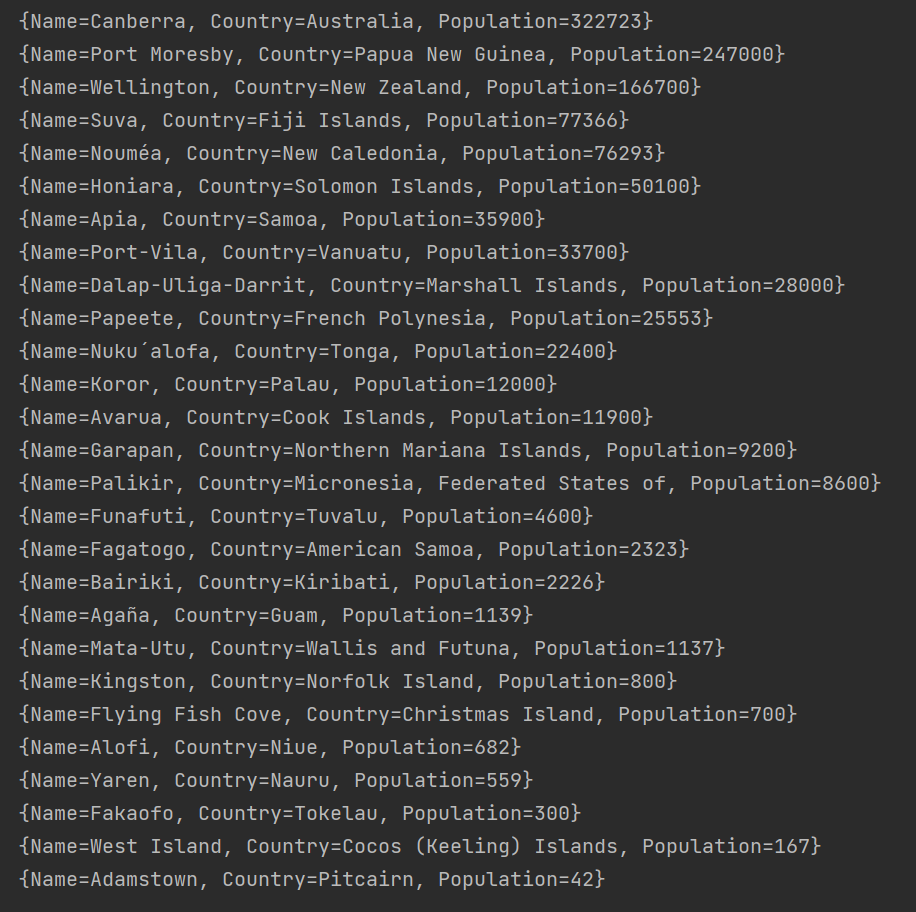 {Name=Canberra, Country=Australia, Population=322723}
{Name=Port Moresby, Country=Papua New Guinea, Population=247000}
{Name=Wellington, Country=New Zealand, Population=166700}
{Name=Suva, Country=Fiji Islands, Population=77366}
{Name=Nouméa, Country=New Caledonia, Population=76293}
{Name=Honiara, Country=Solomon Islands, Population=50100}
{Name=Apia, Country=Samoa, Population=35900}
{Name=Port-Vila, Country=Vanuatu, Population=33700}
{Name=Dalap-Uliga-Darrit, Country=Marshall Islands, Population=28000}
{Name=Papeete, Country=French Polynesia, Population=25553}
{Name=Nuku´alofa, Country=Tonga, Population=22400}
{Name=Koror, Country=Palau, Population=12000}
{Name=Avarua, Country=Cook Islands, Population=11900}
{Name=Garapan, Country=Northern Mariana Islands, Population=9200}
{Name=Palikir, Country=Micronesia, Federated States of, Population=8600}
{Name=Funafuti, Country=Tuvalu, Population=4600}
{Name=Fagatogo, Country=American Samoa, Population=2323}
{Name=Bairiki, Country=Kiribati, Population=2226}
{Name=Agaña, Country=Guam, Population=1139}
{Name=Mata-Utu, Country=Wallis and Futuna, Population=1137}
{Name=Kingston, Country=Norfolk Island, Population=800}
{Name=Flying Fish Cove, Country=Christmas Island, Population=700}
{Name=Alofi, Country=Niue, Population=682}
{Name=Yaren, Country=Nauru, Population=559}
{Name=Fakaofo, Country=Tokelau, Population=300}
{Name=West Island, Country=Cocos (Keeling) Islands, Population=167}
{Name=Adamstown, Country=Pitcairn, Population=42}